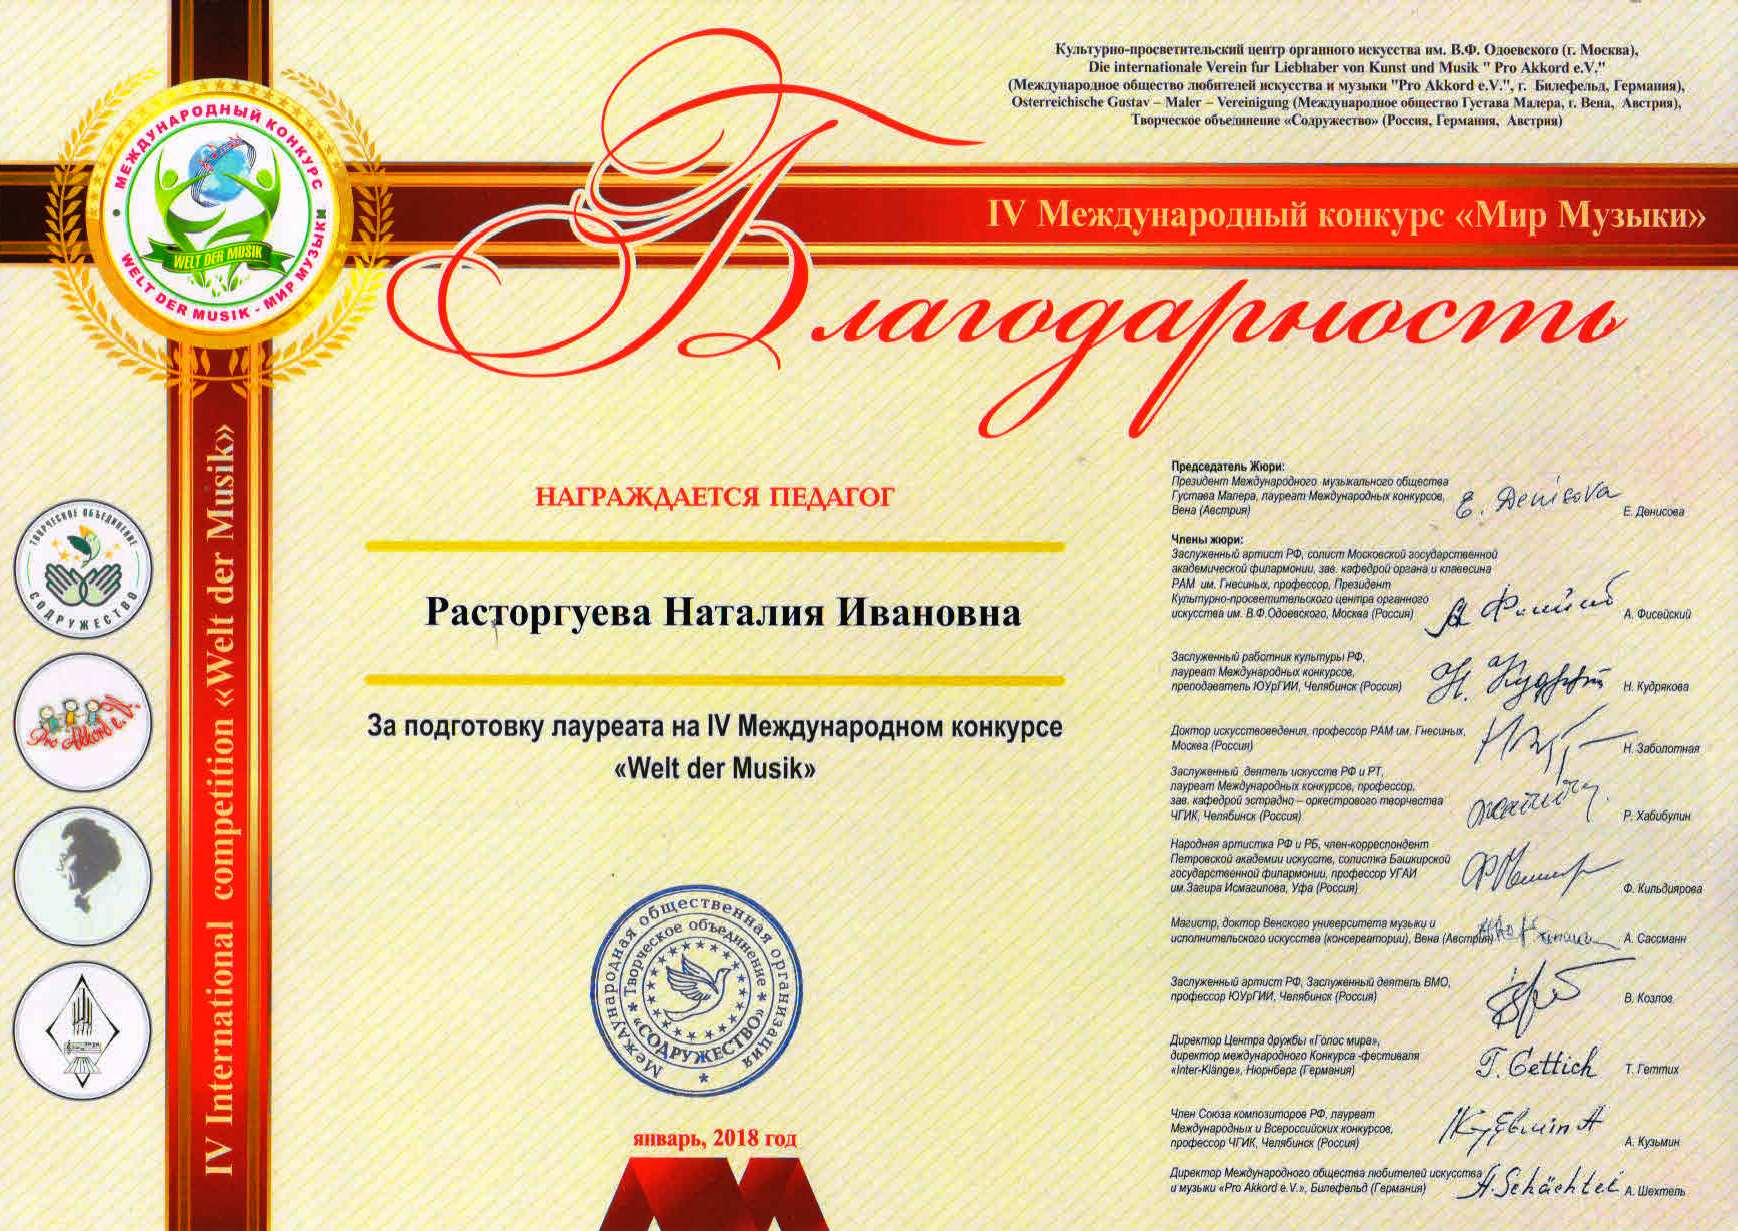 Культурно-просветительский центр органного искусства им. В.Ф. Одоевского (г. Москва),
Die internationale Verein fur Liebhaber von Kunst und Musik " Pro Akkord e.V."
(Международное общество любителей искусства и музыки "Pro Akkord e.V.", г. Билефельд, Германия),
Osterreichische Gustav – Maler – Vereinigung (Международное общество Густава Малера, г. Вена, Австрия),
Творческое объединение «Содружество» (Россия, Германия, Австрия)
МЕЖДУНАРОДНЫЙ КОНКУРС
WELT DER MUSIK
WELT DER MUSIK - МИР МУЗЫКИ
IV Международный конкурс «Мир Музыки»
Благодарность
IV International competition «Welt der Musik»
ТВОРЧЕСКОЕ ОБЪЕДИНЕНИЕ
СОДРУЖЕСТВО
Pro Akkord e.V.
НАГРАЖДАЕТСЯ ПЕДАГОГ
Расторгуева Наталия Ивановна
За подготовку лауреата на IV Международном конкурсе
«Welt der Musik»
Международная общественная организация
Творческое объединение
«СОДРУЖЕСТВО»
январь, 2018 год
Председатель Жюри:
Президент Международного музыкального общества
Густава Малера, лауреат Международных конкурсов,
Вена (Австрия)
E. Denisova
Е. Денисова
Члены жюри:
Заслуженный артист РФ, солист Московской государственной
академической филармонии, зав. кафедрой органа и клавесина
РАМ им. Гнесиных, профессор, Президент
Культурно-просветительского центра органного
искусства им. В.Ф.Одоевского, Москва (Россия)
А. Фисейский
Заслуженный работник культуры РФ,
лауреат Международных конкурсов,
преподаватель ЮУрГИИ, Челябинск (Россия)
Н. Кудрякова
Доктор искусствоведения, профессор РАМ им. Гнесиных,
Москва (Россия)
Н. Заболотная
Заслуженный деятель искусств РФ и РТ,
лауреат Международных конкурсов, профессор,
зав. кафедрой эстрадно – оркестрового творчества
ЧГИК, Челябинск (Россия)
Р. Хабибулин
Народная артистка РФ и РБ, член-корреспондент
Петровской академии искусств, солистка Башкирской
государственной филармонии, профессор УГАИ
им.Загира Исмагилова, Уфа (Россия)
Ф. Кильдиярова
Магистр, доктор Венского университета музыки и
исполнительского искусства (консерватории), Вена (Австрия)
А. Сассманн
Заслуженный артист РФ, Заслуженный деятель ВМО,
профессор ЮУрГИИ, Челябинск (Россия)
В. Козлов
Директор Центра дружбы «Голос мира»,
директор международного Конкурса -фестиваля
«Inter-Klänge», Нюрнберг (Германия)
T. Gettich
Т. Геттих
Член Союза композиторов РФ, лауреат
Международных и Всероссийских конкурсов,
профессор ЧГИК, Челябинск (Россия)
А. Кузьмин
Директор Международного общества любителей искусства
и музыки «Pro Akkord e.V.», Билефельд (Германия)
A. Schächtel
А. Шехтель